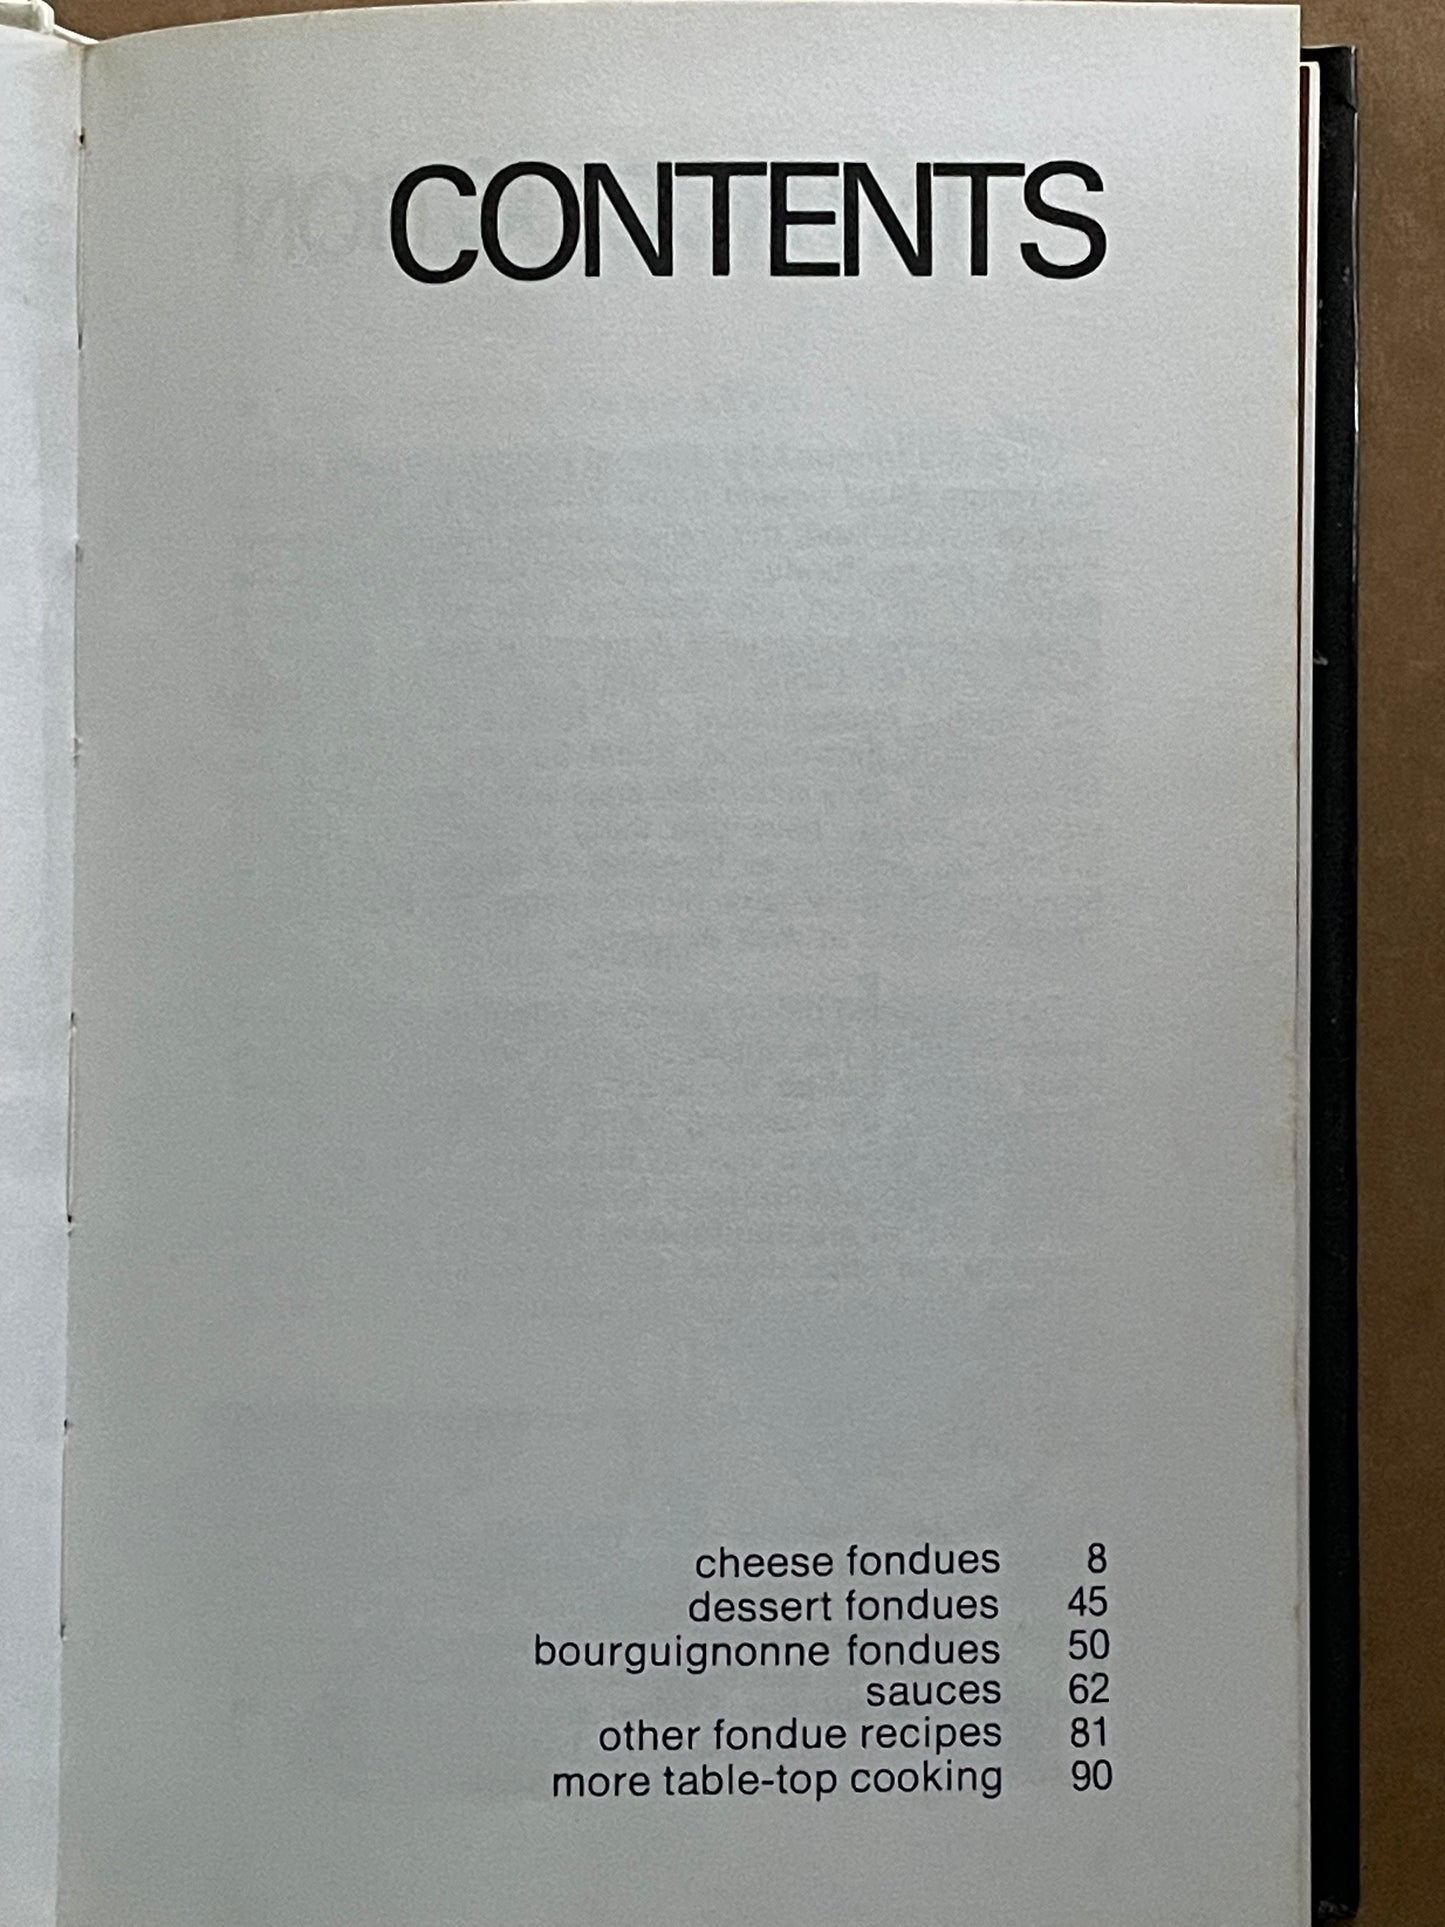 CONTENTS
cheese fondues 8
dessert fondues 45
bourguignonne fondues 50
sauces 62
other fondue recipes 81
more table-top cooking 90